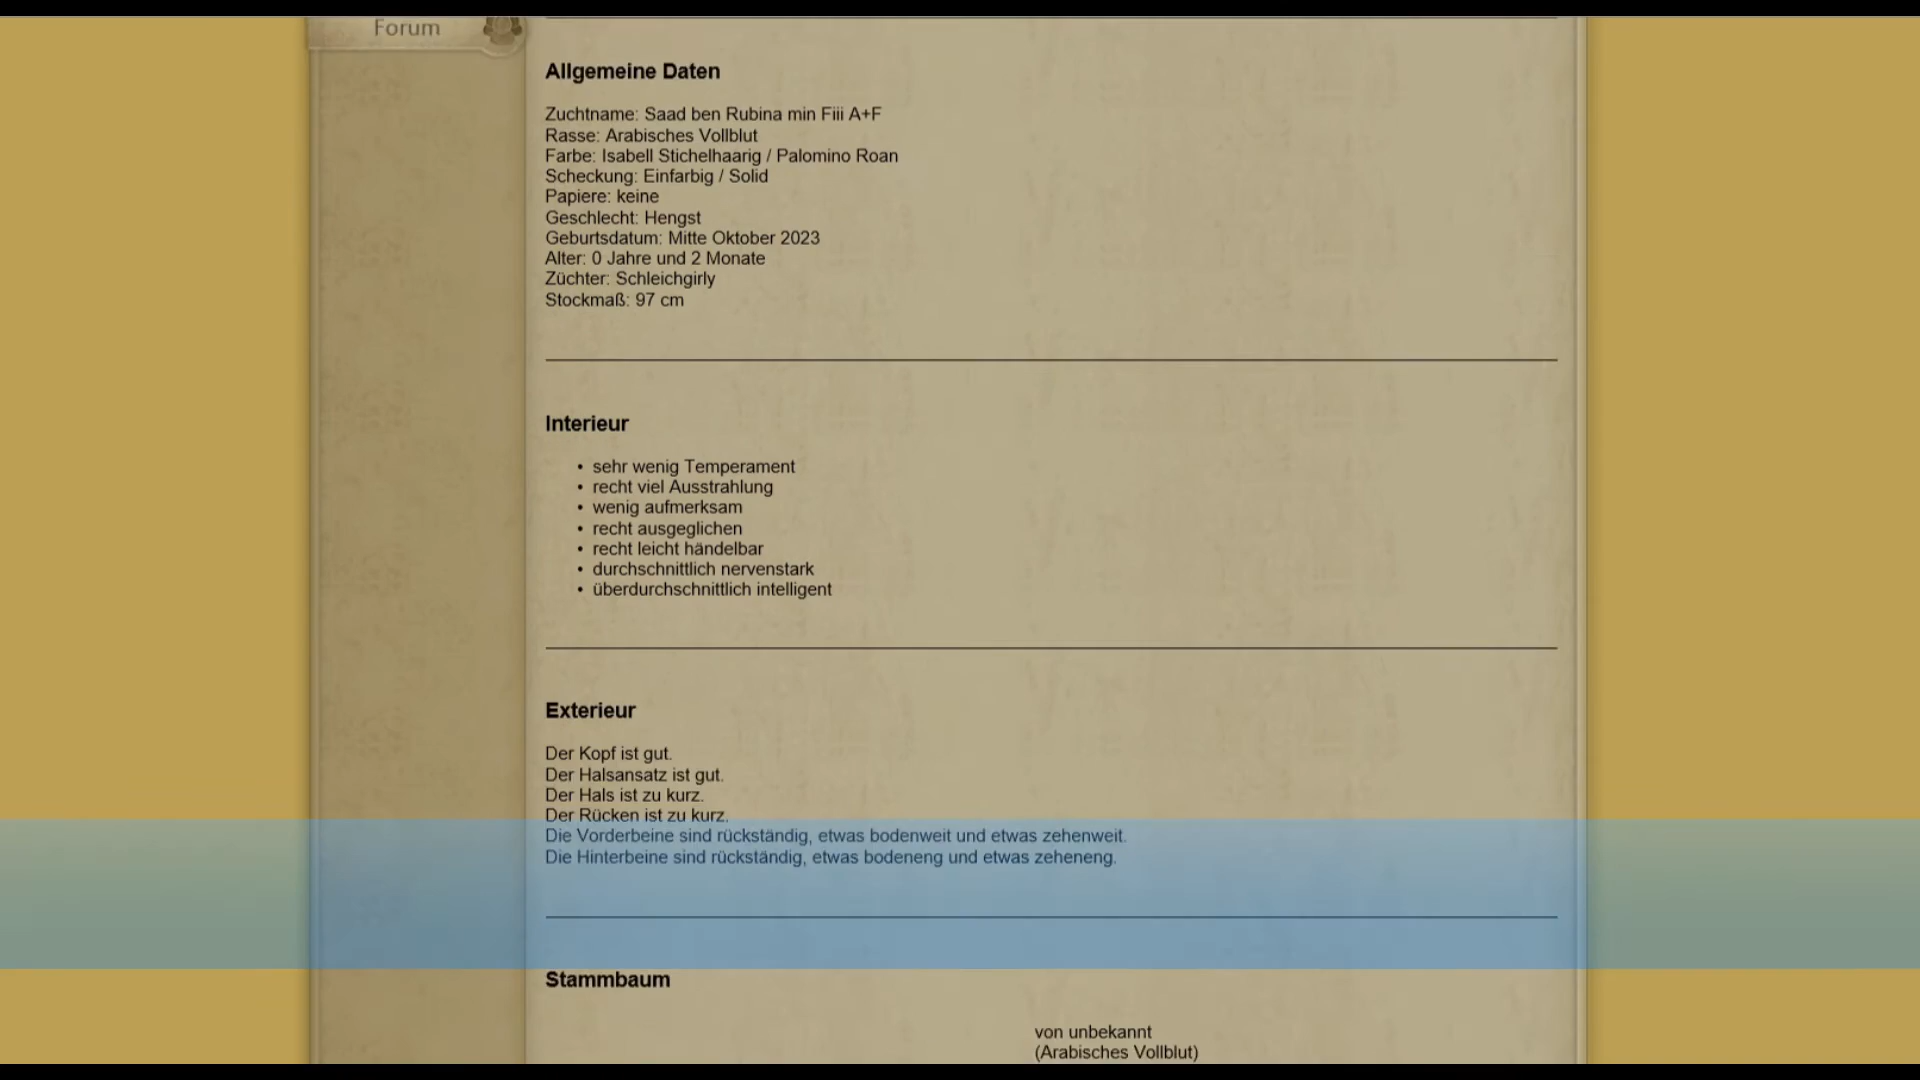 Forum
Allgemeine Daten
Zuchtname: Saad ben Rubina min Fiii A+F
Rasse: Arabisches Vollblut
Farbe: Isabell Stichelhaarig / Palomino Roan
Scheckung: Einfarbig / Solid
Papiere: keine
Geschlecht: Hengst
Geburtsdatum: Mitte Oktober 2023
Alter: 0 Jahre und 2 Monate
Züchter: Schleichgirly
Stockmaß: 97 cm
Interieur
• sehr wenig Temperament
• recht viel Ausstrahlung
• wenig aufmerksam
• recht ausgeglichen
• recht leicht händelbar
• durchschnittlich nervenstark
• überdurchschnittlich intelligent
Exterieur
Der Kopf ist gut.
Der Halsansatz ist gut.
Der Hals ist zu kurz.
Der Rücken ist zu kurz.
Die Vorderbeine sind rückständig, etwas bodenweit und etwas zehenweit.
Die Hinterbeine sind rückständig, etwas bodeneng und etwas zeheneng.
Stammbaum
von unbekannt
(Arabisches Vollblut)